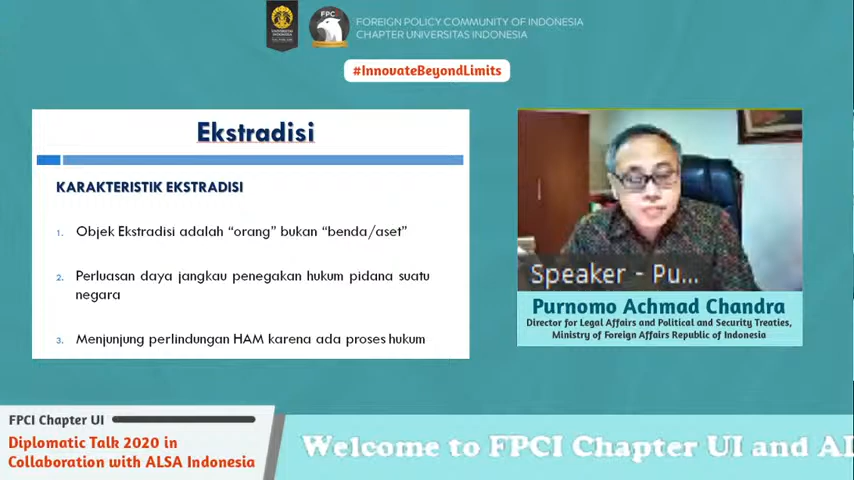 FPC
FOREIGN POLICY COMMUNITY OF INDONESIA
CHAPTER UNIVERSITAS INDONESIA
#InnovateBeyondLimits
Ekstradisi
KARAKTERISTIK EKSTRADISI
1. Objek Ekstradisi adalah “orang” bukan “benda/aset”
2. Perluasan daya jangkau penegakan hukum pidana suatu
negara
3. Menjunjung perlindungan HAM karena ada proses hukum
Speaker - Pu...
Purnomo Achmad Chandra
Director for Legal Affairs and Political and Security Treaties,
Ministry of Foreign Affairs Republic of Indonesia
FPCI Chapter UI
Diplomatic Talk 2020 in
Collaboration with ALSA Indonesia
Welcome to FPCI Chapter UI and AL